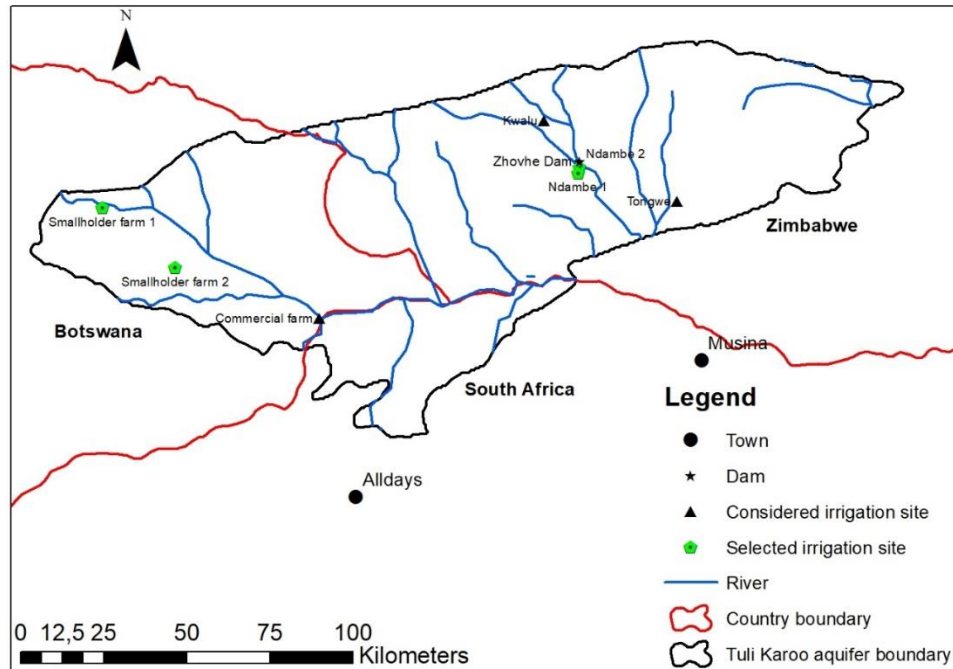 N
Kwalu
Zhovhe Dam
Ndambe 2
Ndambe 1
Tongwe
Smallholder farm 1
Zimbabwe
Smallholder farm 2
Commercial farm
Botswana
Musina
South Africa
Alldays
Legend
Town
Dam
Considered irrigation site
Selected irrigation site
River
Country boundary
Tuli Karoo aquifer boundary
0 12,5 25 50 75 100
Kilometers